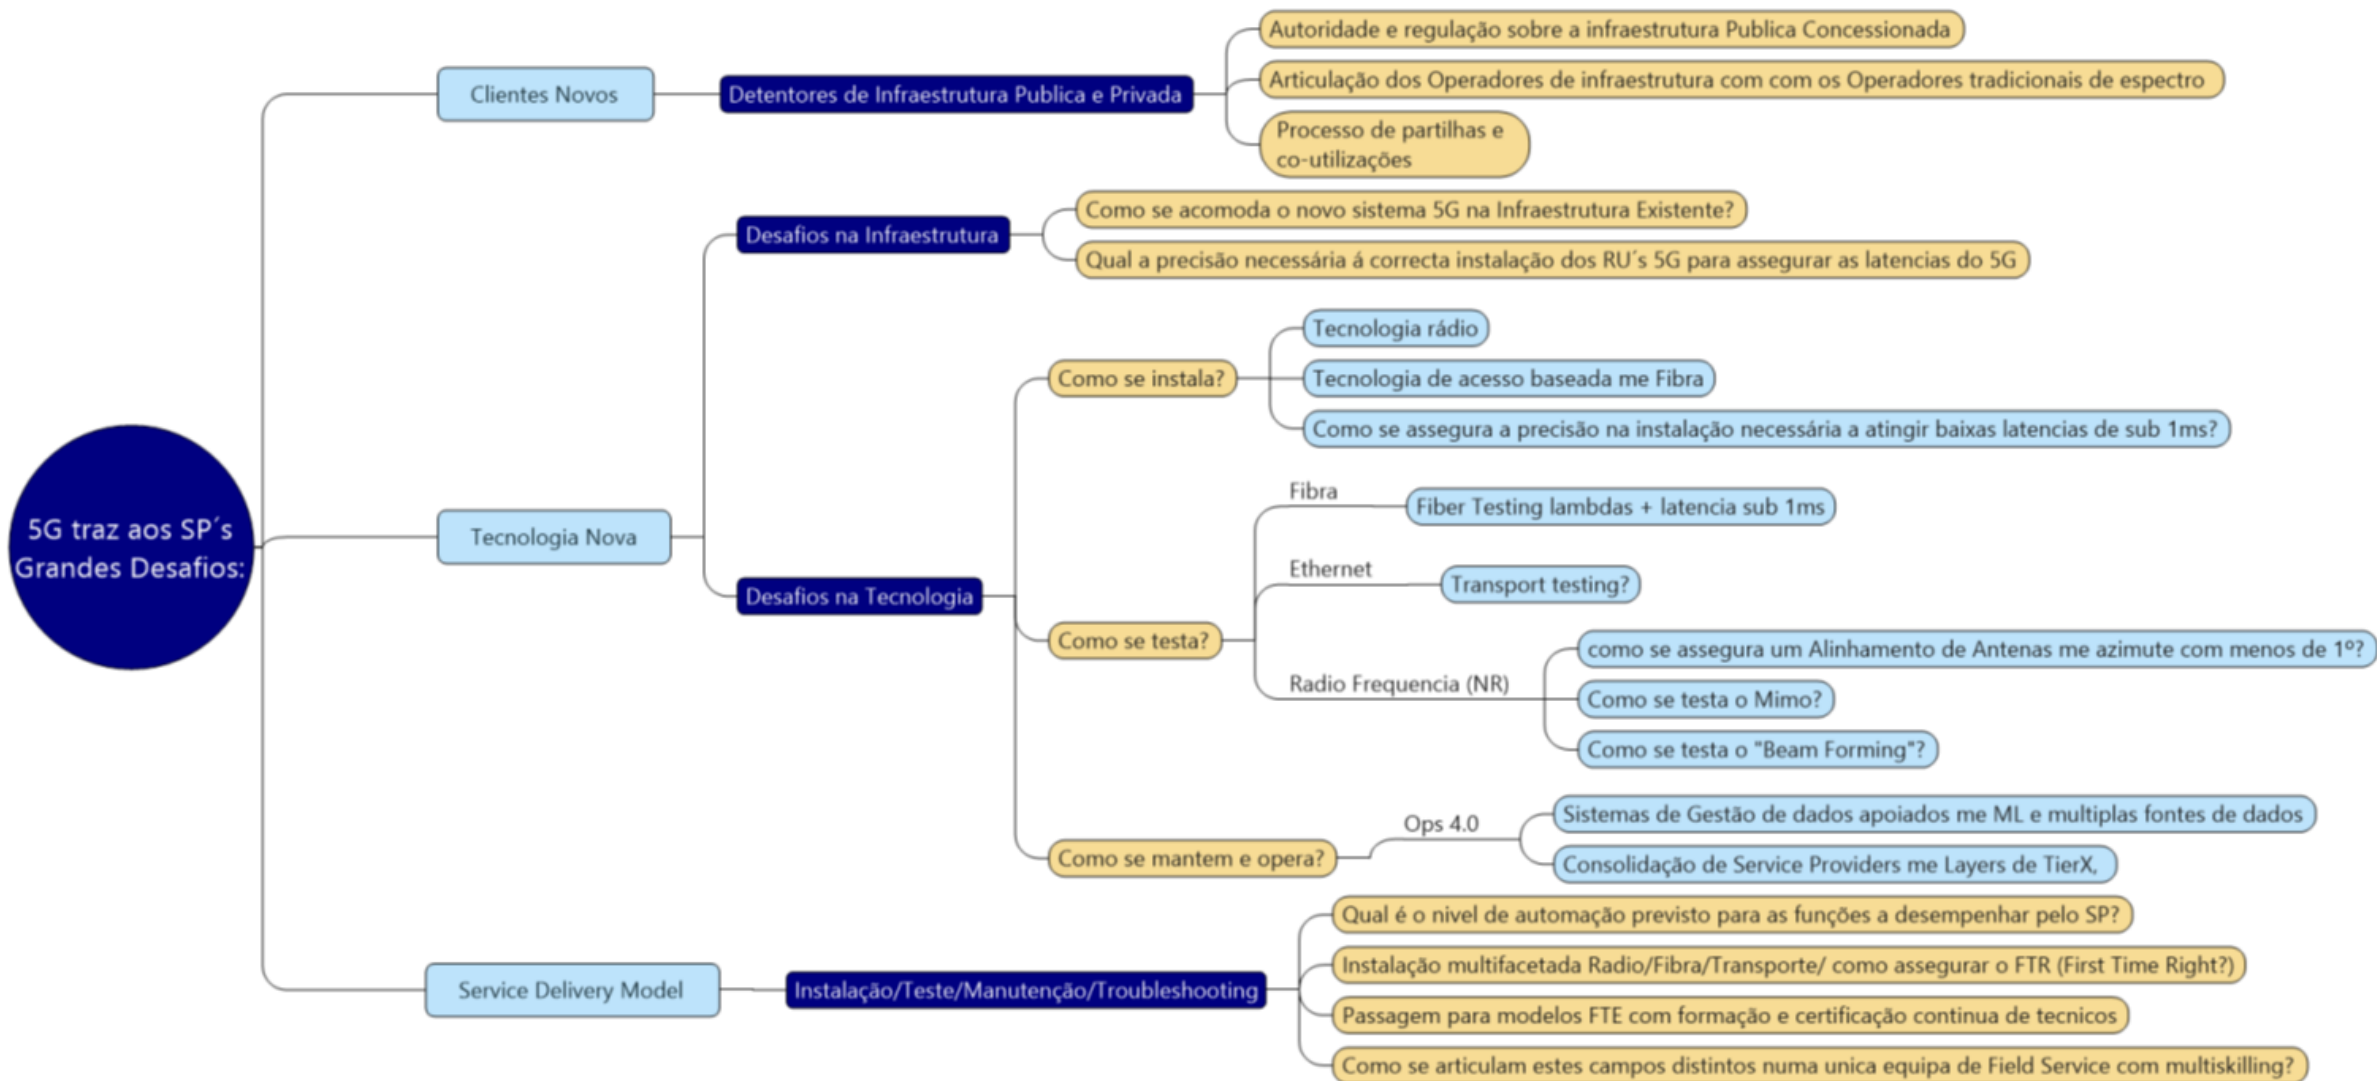 5G traz aos SP´s
Grandes Desafios:
Clientes Novos
Detentores de Infraestrutura Publica e Privada
Autoridade e regulação sobre a infraestrutura Publica Concessionada
Articulação dos Operadores de infraestrutura com com os Operadores tradicionais de espectro
Processo de partilhas e
co-utilizações
Tecnologia Nova
Desafios na Infraestrutura
Como se acomoda o novo sistema 5G na Infraestrutura Existente?
Qual a precisão necessária á correcta instalação dos RU´s 5G para assegurar as latencias do 5G
Desafios na Tecnologia
Como se instala?
Tecnologia rádio
Tecnologia de acesso baseada me Fibra
Como se assegura a precisão na instalação necessária a atingir baixas latencias de sub 1ms?
Como se testa?
Fibra
Fiber Testing lambdas + latencia sub 1ms
Ethernet
Transport testing?
Radio Frequencia (NR)
como se assegura um Alinhamento de Antenas me azimute com menos de 1º?
Como se testa o Mimo?
Como se testa o "Beam Forming"?
Como se mantem e opera?
Ops 4.0
Sistemas de Gestão de dados apoiados me ML e multiplas fontes de dados
Consolidação de Service Providers me Layers de TierX,
Service Delivery Model
Instalação/Teste/Manutenção/Troubleshooting
Qual é o nivel de automação previsto para as funções a desempenhar pelo SP?
Instalação multifacetada Radio/Fibra/Transporte/ como assegurar o FTR (First Time Right?)
Passagem para modelos FTE com formação e certificação continua de tecnicos
Como se articulam estes campos distintos numa unica equipa de Field Service com multiskilling?